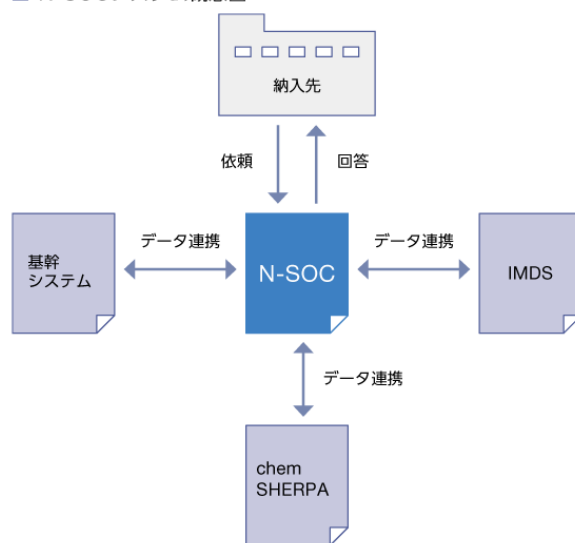 納入先
依頼
回答
データ連携
データ連携
基幹
システム
N-SOC
IMDS
データ連携
chem
SHERPA